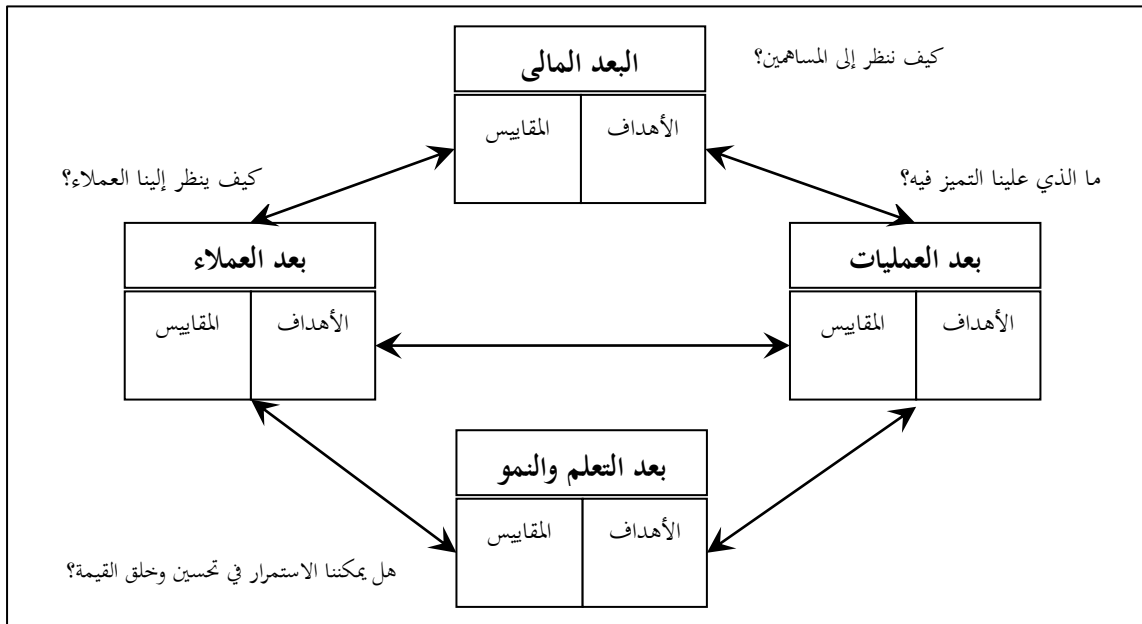 البعد المالى
كيف ننظر إلى المساهمين؟
الأهداف
المقاييس
ما الذي علينا التميز فيه؟
كيف ينظر إلينا العملاء؟
بعد العمليات
الأهداف
المقاييس
بعد العملاء
الأهداف
المقاييس
بعد التعلم والنمو
الأهداف
المقاييس
هل يمكننا الاستمرار في تحسين وخلق القيمة؟